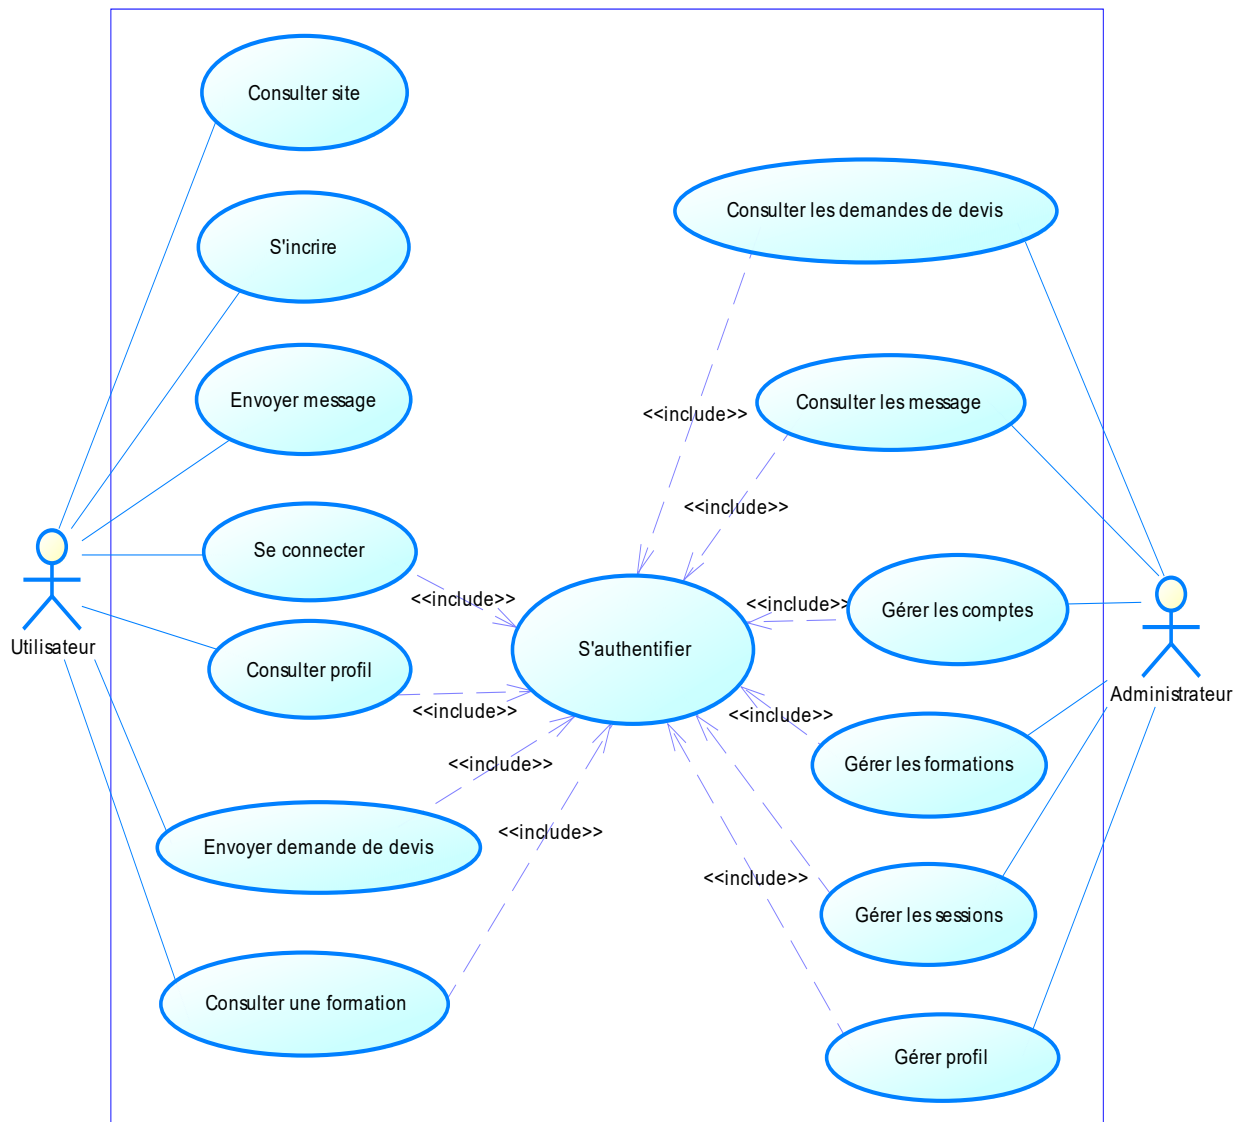 Consulter site
Consulter les demandes de devis
S'incrire
Envoyer message
Consulter les message
<<include>>
<<include>>
Se connecter
<<include>>
<<include>>
Gérer les comptes
Utilisateur
S'authentifier
Consulter profil
Administrateur
<<include>>
<<include>>
<<include>>
Gérer les formations
<<include>>
Envoyer demande de devis
<<include>>
Gérer les sessions
Consulter une formation
Gérer profil